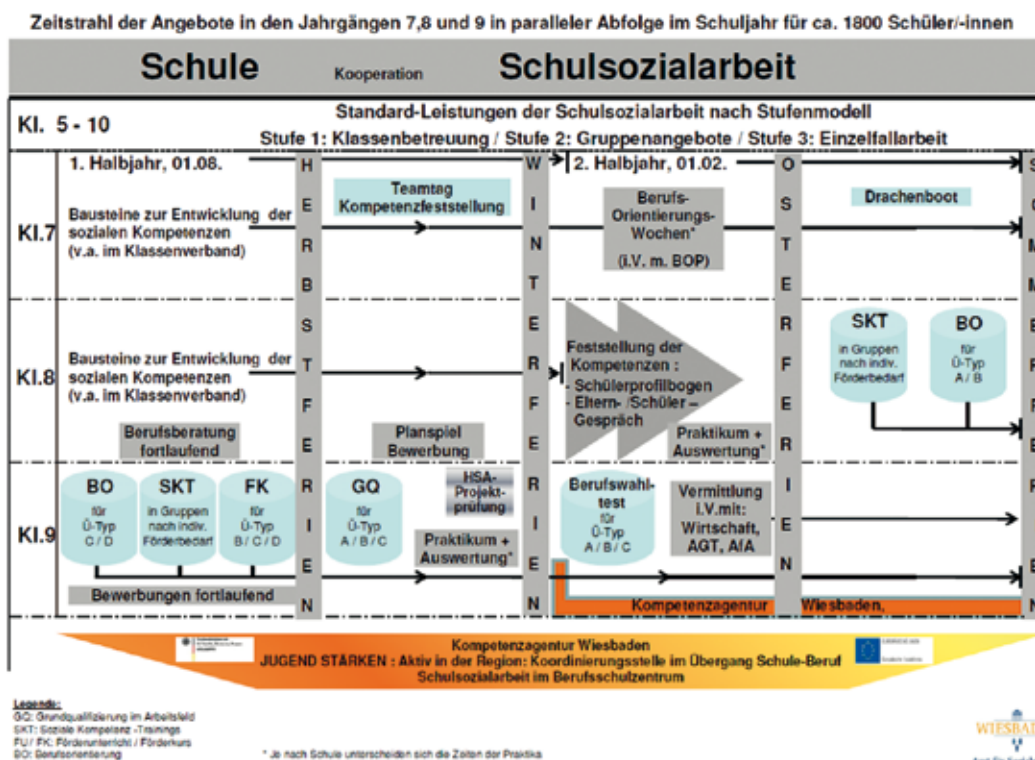 Zeitstrahl der Angebote in den Jahrgängen 7,8 und 9 in paralleler Abfolge im Schuljahr für ca. 1800 Schüler/-innen
Schule Kooperation Schulsozialarbeit
Kl. 5 - 10
Standard-Leistungen der Schulsozialarbeit nach Stufenmodell
Stufe 1: Klassenbetreuung / Stufe 2: Gruppenangebote / Stufe 3: Einzelfallarbeit
1. Halbjahr, 01.08.
2. Halbjahr, 01.02.
HERBSTFERIEN
WINTERFERIEN
OSTERFERIEN
Kl.7
Bausteine zur Entwicklung der
sozialen Kompetenzen
(v.a. im Klassenverband)
Teamtag
Kompetenzfeststellung
Berufs-
Orientierungs-
Wochen*
(i.V. m. BOP)
Drachenboot
Kl.8
Bausteine zur Entwicklung der
sozialen Kompetenzen
(v.a. im Klassenverband)
Berufsberatung
fortlaufend
Planspiel
Bewerbung
Feststellung der
Kompetenzen :
- Schülerprofilbogen
- Eltern- /Schüler –
Gespräch
Praktikum +
Auswertung*
SKT
in Gruppen
nach indiv.
Förderbedarf
BO
für
Ü-Typ
A / B
Kl.9
BO
für
Ü-Typ
C / D
SKT
in Gruppen
nach indiv.
Förderbedarf
FK
für
Ü-Typ
B / C / D
GQ
für
Ü-Typ
A / B / C
HSA-
Projekt-
prüfung
Praktikum +
Auswertung*
Berufswahl-
test
für
Ü-Typ
A / B / C
Vermittlung
i.V.mit:
Wirtschaft,
AGT, AfA
Bewerbungen fortlaufend
Kompetenzagentur Wiesbaden,
Kompetenzagentur Wiesbaden
JUGEND STÄRKEN : Aktiv in der Region: Koordinierungsstelle im Übergang Schule-Beruf
Schulsozialarbeit im Berufsschulzentrum
Legende:
GQ: Grundqualifizierung im Arbeitsfeld
SKT: Soziale Kompetenz -Trainings
FU / FK: Förderunterricht / Förderkurs
BO: Berufsorientierung
* Je nach Schule unterscheiden sich die Zeiten der Praktika